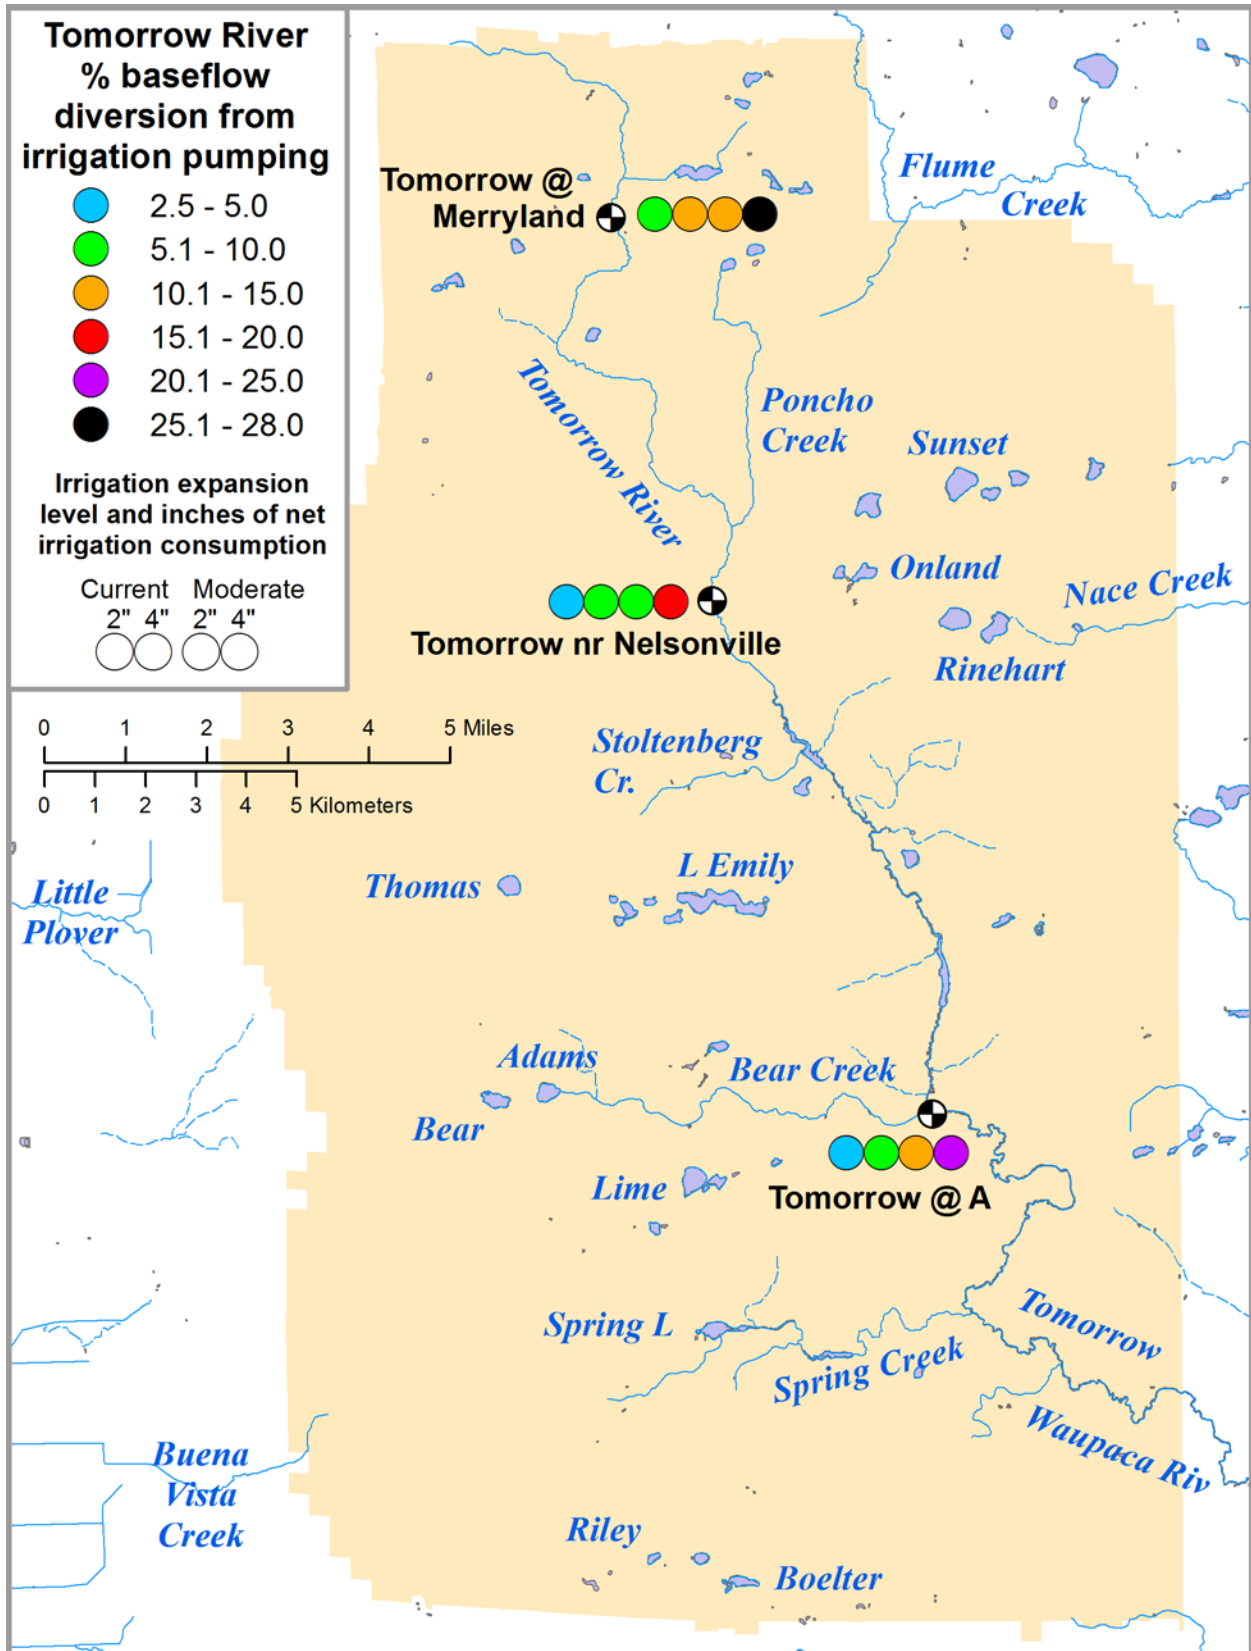 Tomorrow River
% baseflow
diversion from
irrigation pumping
2.5 - 5.0
5.1 - 10.0
10.1 - 15.0
15.1 - 20.0
20.1 - 25.0
25.1 - 28.0
Irrigation expansion
level and inches of net
irrigation consumption
Current Moderate
2" 4" 2" 4"
0 1 2 3 4 5 Miles
0 1 2 3 4 5 Kilometers
Tomorrow @
Merryland
Flume
Creek
Tomorrow River
Poncho
Creek
Sunset
Onland
Nace Creek
Rinehart
Tomorrow nr Nelsonville
Stoltenberg
Cr.
L Emily
Thomas
Little
Plover
Adams
Bear Creek
Bear
Lime
Tomorrow @ A
Spring L
Spring Creek
Tomorrow
Waupaca Riv
Buena
Vista
Creek
Riley
Boelter